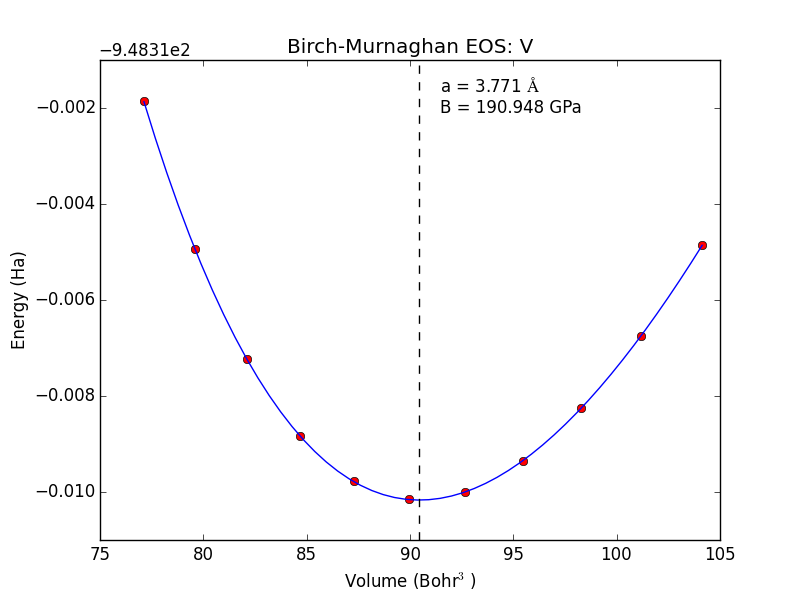 Birch-Murnaghan EOS: V
−9.4831e2
a = 3.771 Å
B = 190.948 GPa
−0.002
−0.004
−0.006
−0.008
−0.010
Energy (Ha)
75 80 85 90 95 100 105
Volume (Bohr³ )